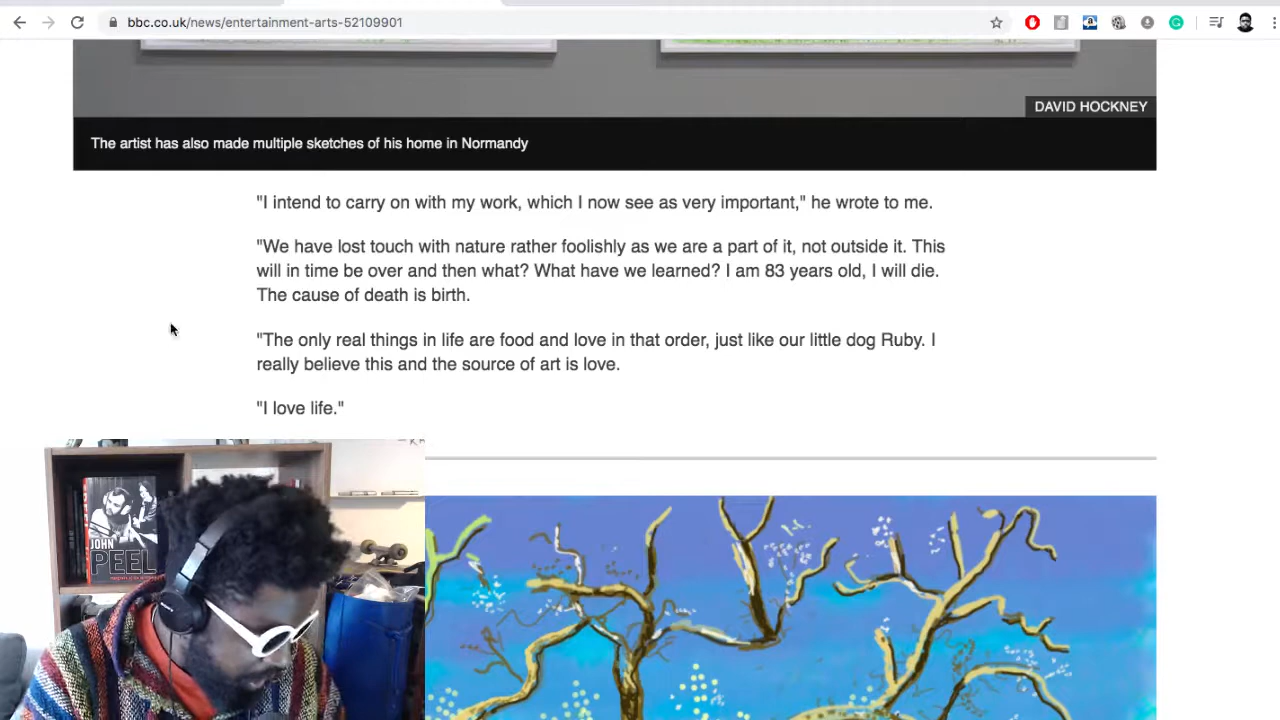 bbc.co.uk/news/entertainment-arts-52109901
DAVID HOCKNEY
The artist has also made multiple sketches of his home in Normandy
"I intend to carry on with my work, which I now see as very important," he wrote to me.
"We have lost touch with nature rather foolishly as we are a part of it, not outside it. This
will in time be over and then what? What have we learned? I am 83 years old, I will die.
The cause of death is birth.
"The only real things in life are food and love in that order, just like our little dog Ruby. I
really believe this and the source of art is love.
"I love life."
JOHN
PEEL